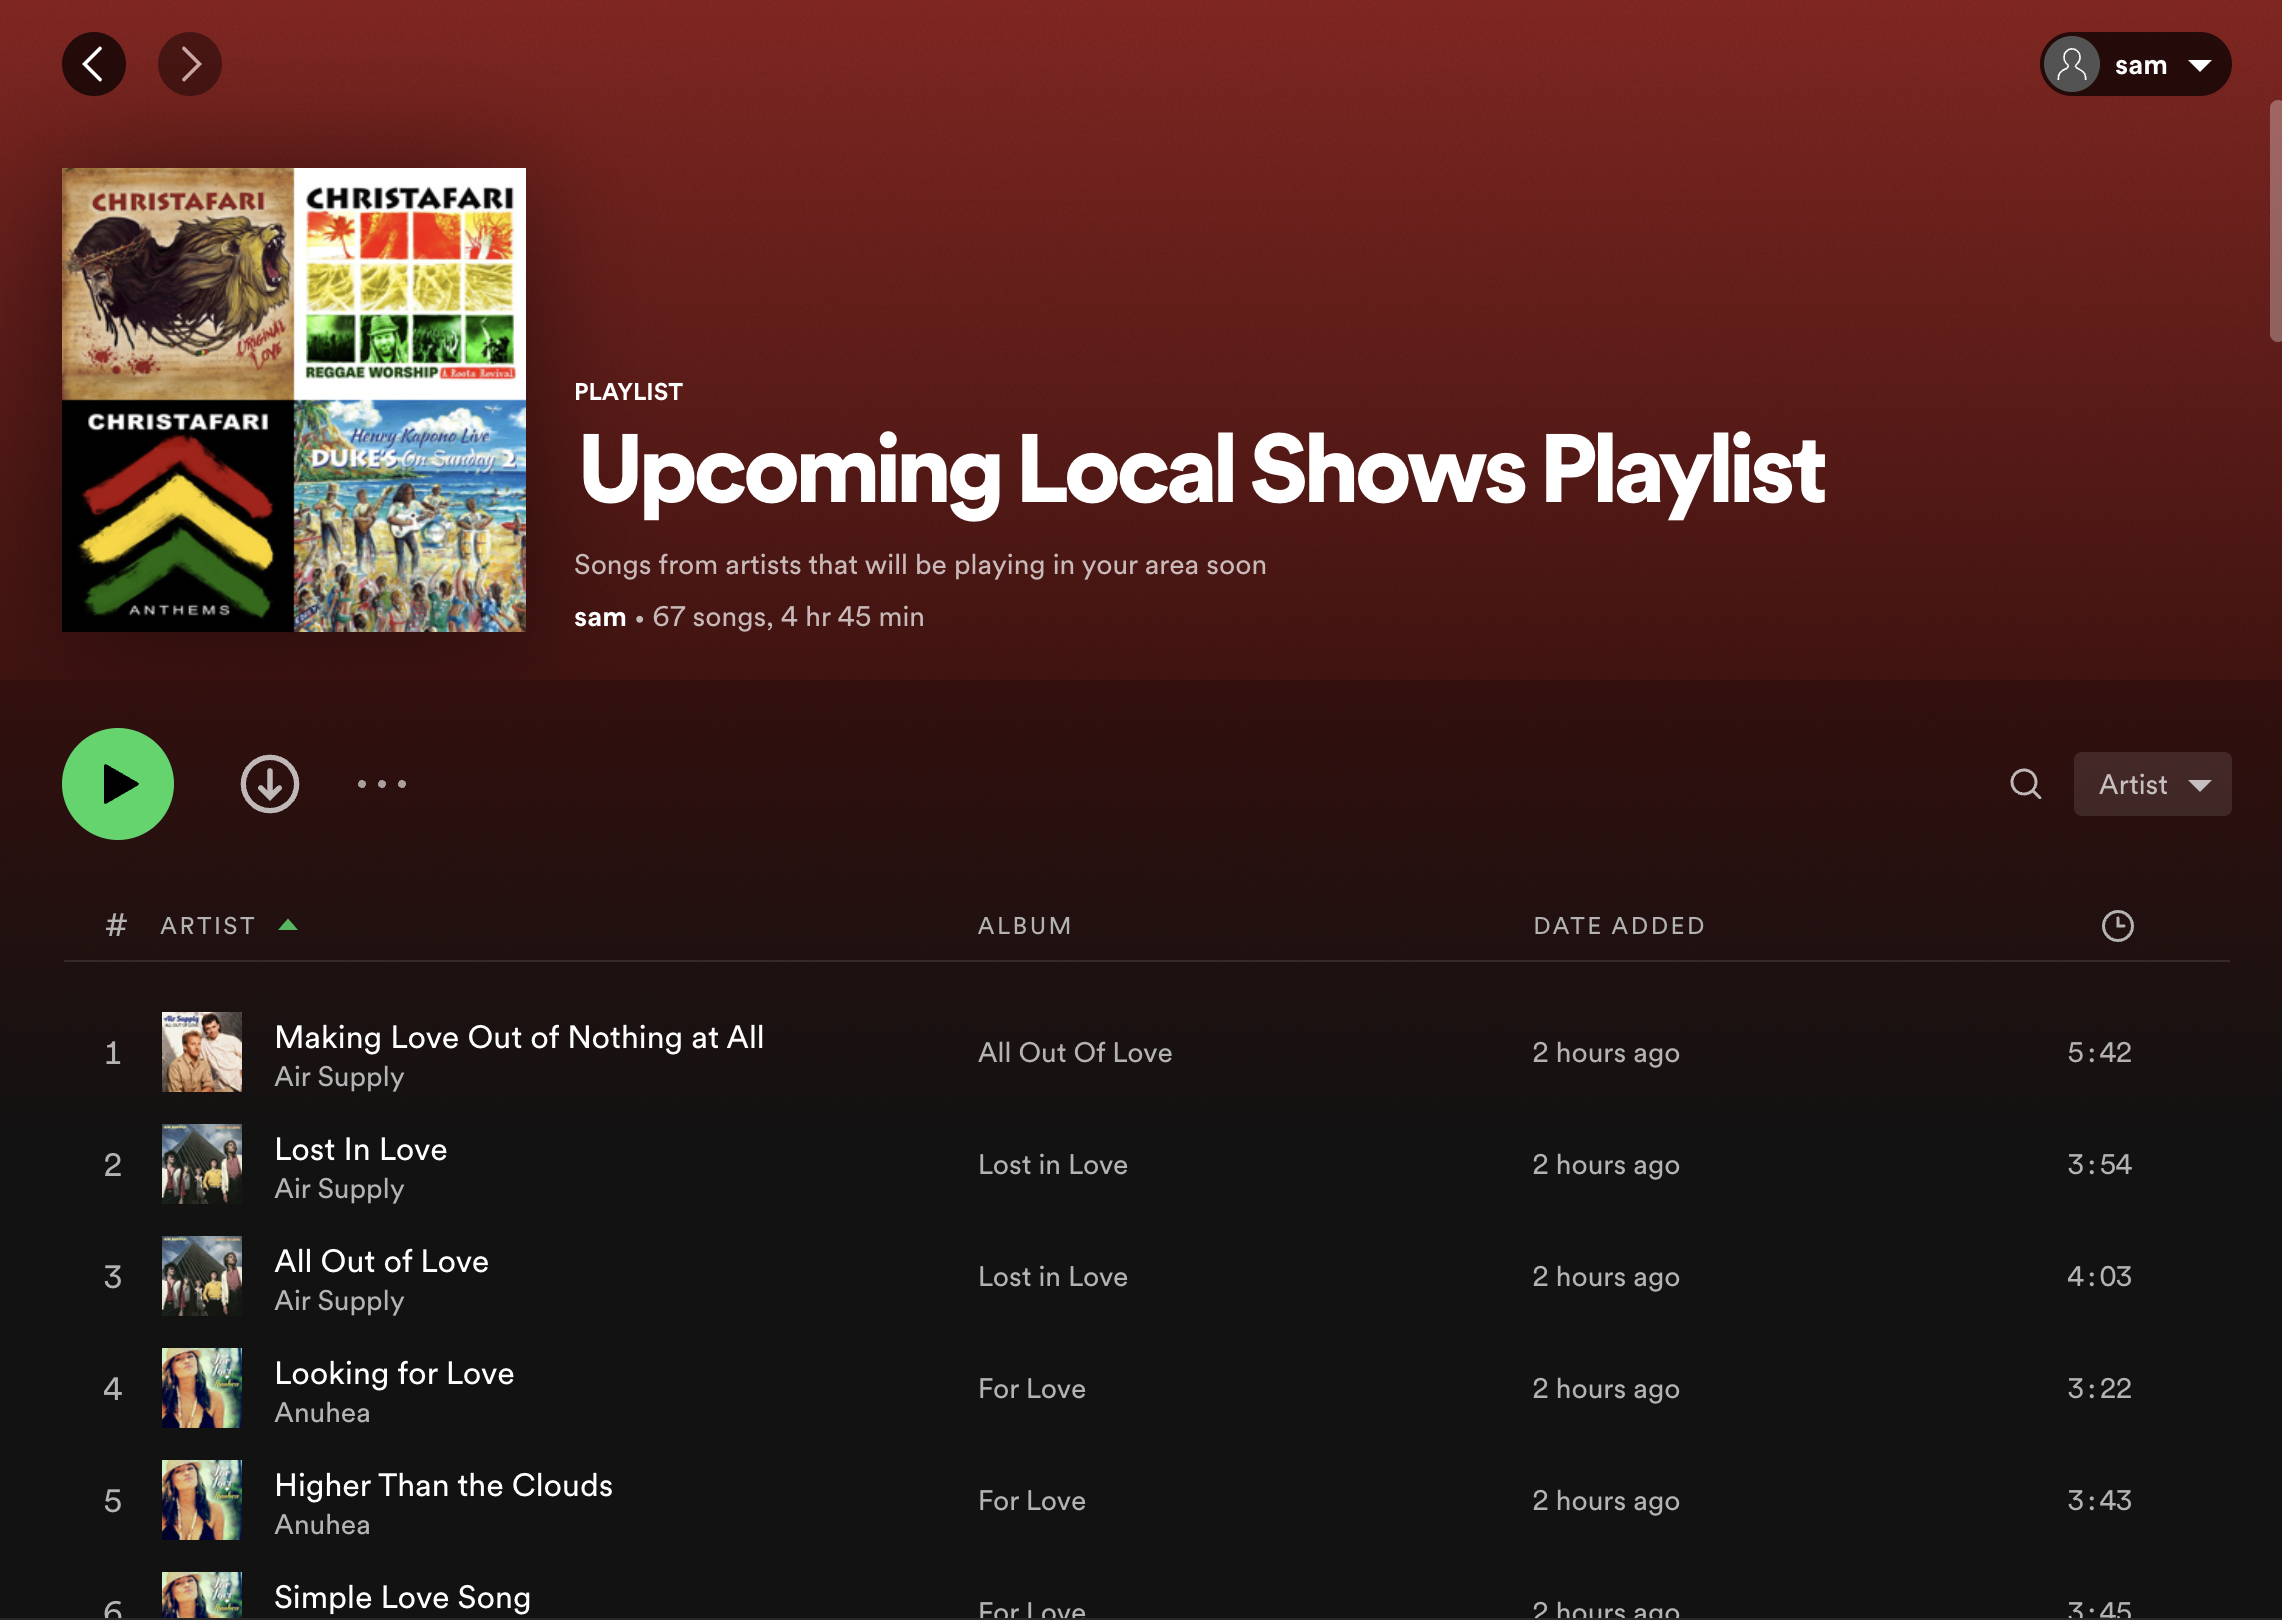 sam
CHRISTAFARI
ORIGINAL
LOVE
CHRISTAFARI
REGGAE WORSHIP A Roots Revival
CHRISTAFARI
ANTHEMS
Henry Kapono Live
DUKE'S On Sunday 2
PLAYLIST
Upcoming Local Shows Playlist
Songs from artists that will be playing in your area soon
sam • 67 songs, 4 hr 45 min
Artist
# ARTIST ALBUM DATE ADDED
1 Making Love Out of Nothing at All All Out Of Love 2 hours ago 5:42
Air Supply
2 Lost In Love Lost in Love 2 hours ago 3:54
Air Supply
3 All Out of Love Lost in Love 2 hours ago 4:03
Air Supply
4 Looking for Love For Love 2 hours ago 3:22
Anuhea
5 Higher Than the Clouds For Love 2 hours ago 3:43
Anuhea
6 Simple Love Song For Love 2 hours ago 3:45